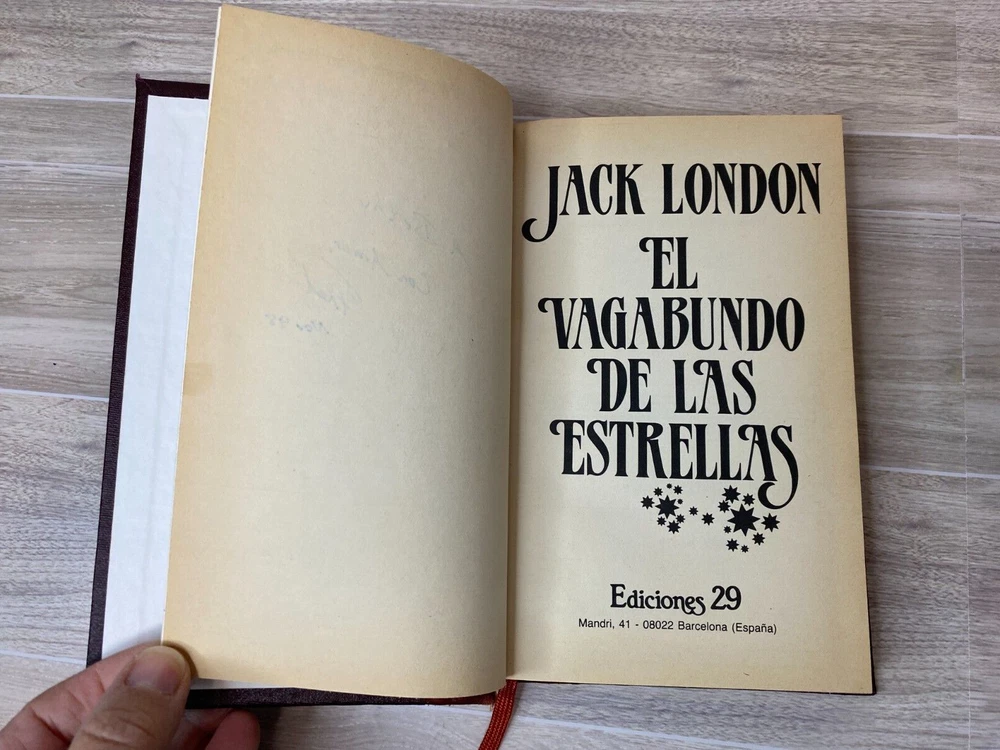 JACK LONDON
EL
VAGABUNDO
DE LAS
ESTRELLAS
Ediciones 29
Mandri, 41 - 08022 Barcelona (España)